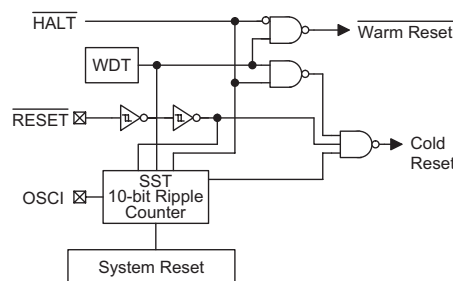 HALT
Warm Reset
WDT
RESET
Cold
Reset
SST
10-bit Ripple
Counter
OSCI
System Reset